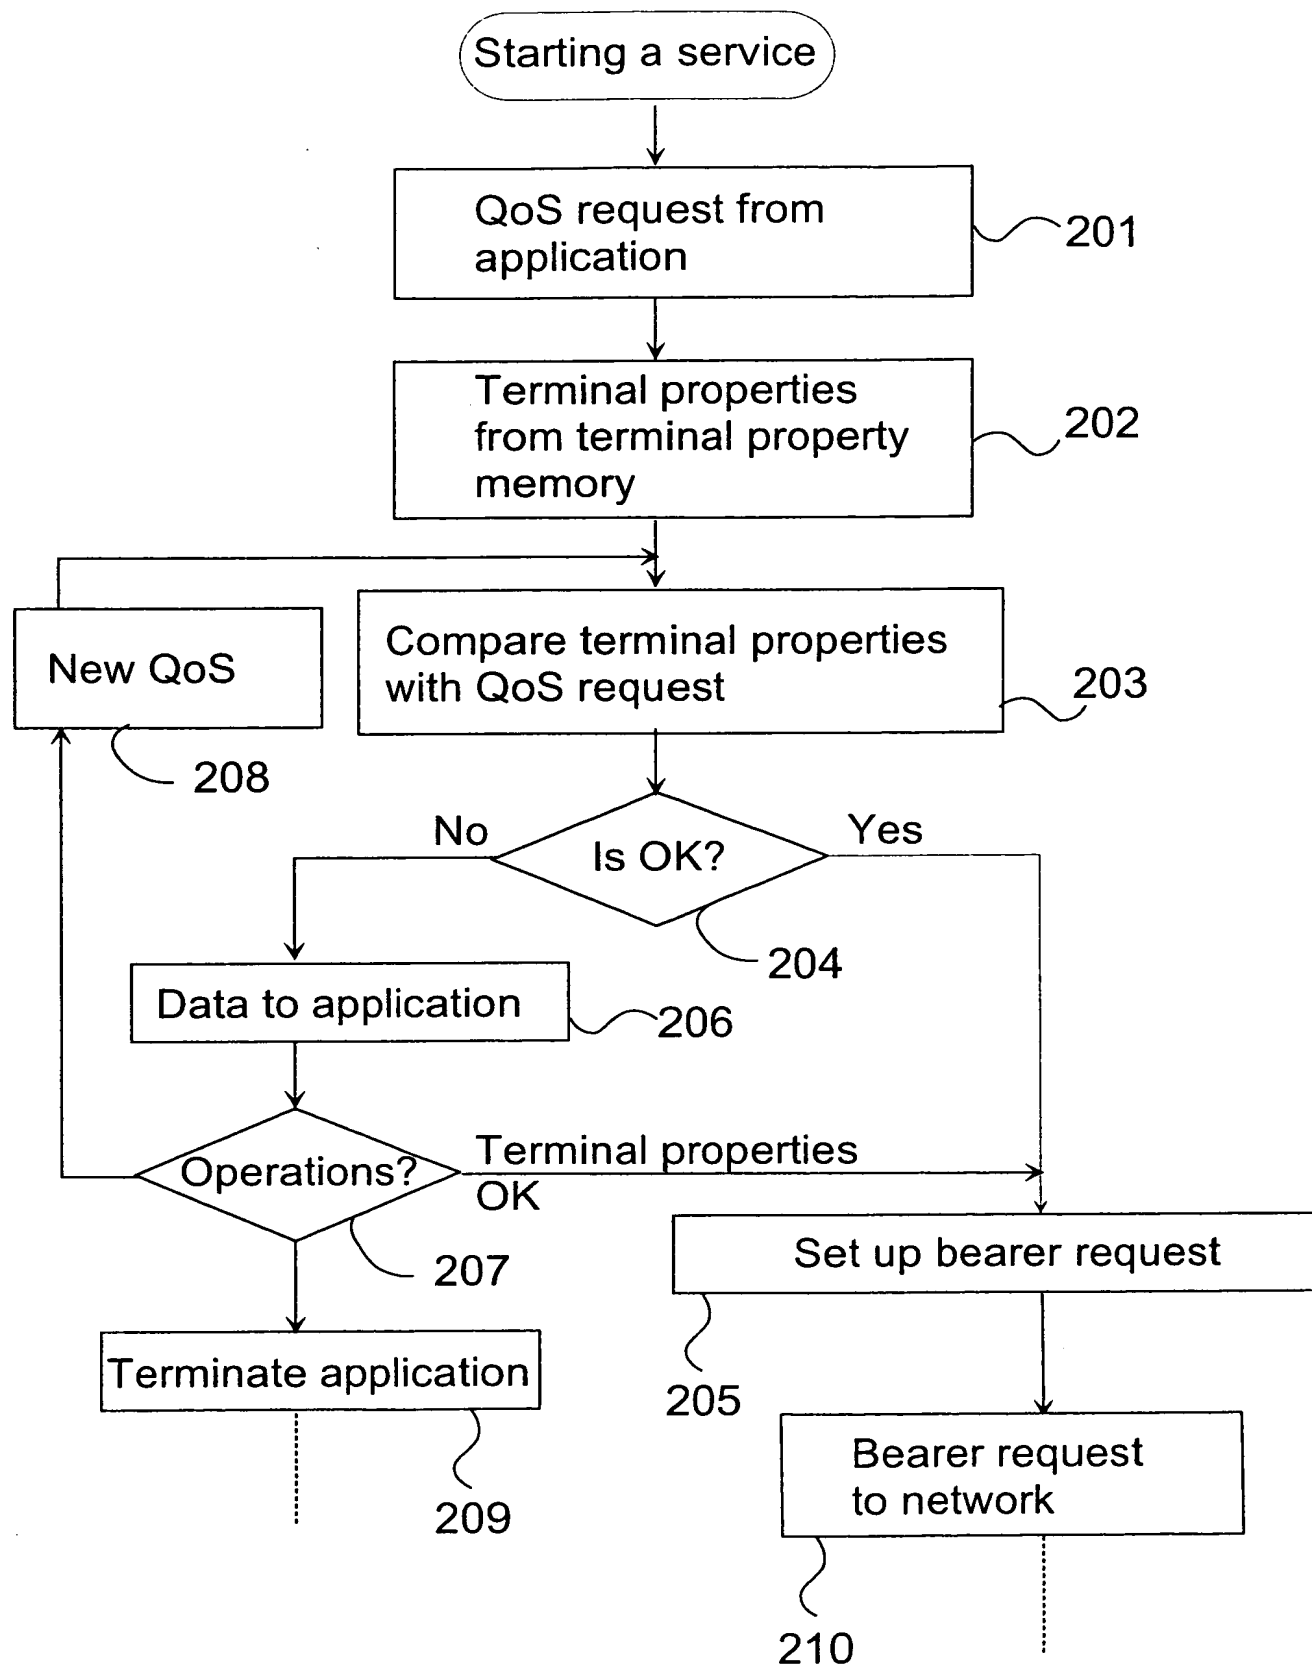 Starting a service
QoS request from
application
201
Terminal properties
from terminal property
memory
202
New QoS
208
Compare terminal properties
with QoS request
203
No
Is OK?
Yes
204
Data to application
206
Operations?
Terminal properties
OK
207
Set up bearer request
205
Terminate application
209
Bearer request
to network
210